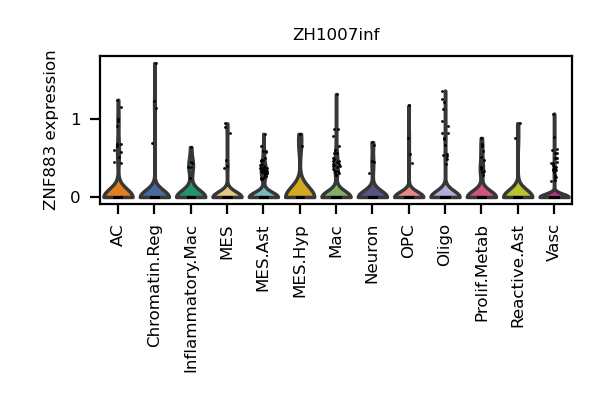 ZH1007inf
ZNF883 expression
1
0
AC
Chromatin.Reg
Inflammatory.Mac
MES
MES.Ast
MES.Hyp
Mac
Neuron
OPC
Oligo
Prolif.Metab
Reactive.Ast
Vasc